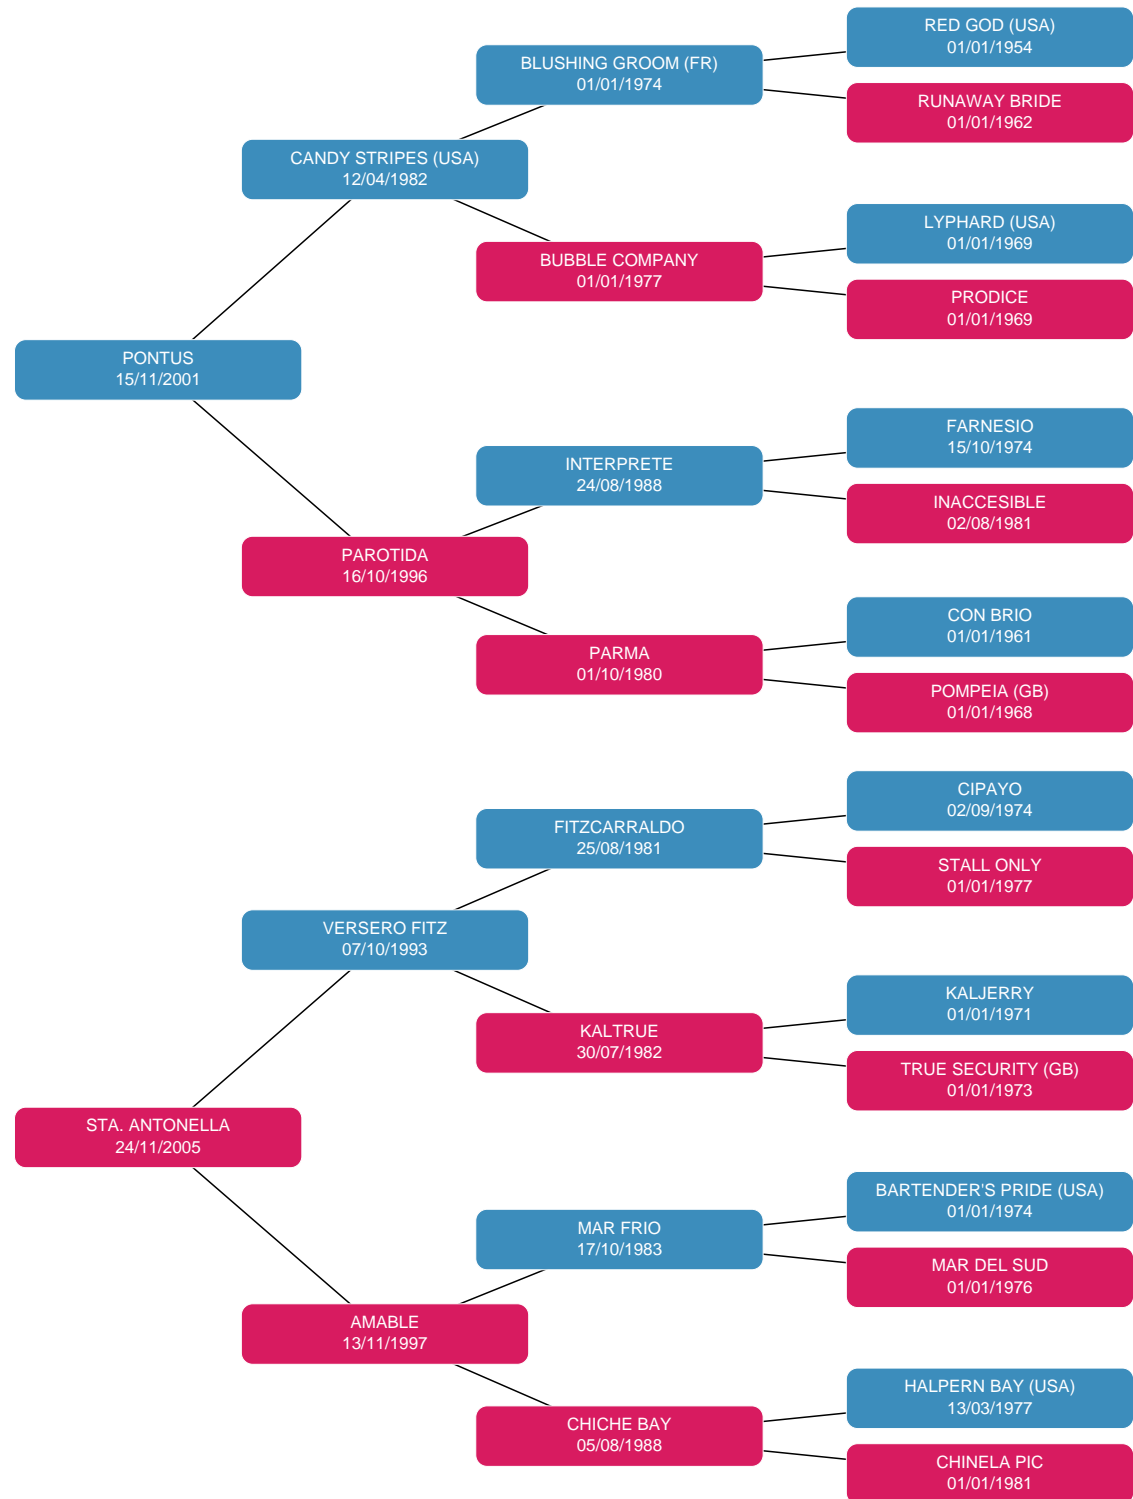 RED GOD (USA)
01/01/1954
BLUSHING GROOM (FR)
01/01/1974
RUNAWAY BRIDE
01/01/1962
CANDY STRIPES (USA)
12/04/1982
LYPHARD (USA)
01/01/1969
BUBBLE COMPANY
01/01/1977
PRODICE
01/01/1969
PONTUS
15/11/2001
FARNESIO
15/10/1974
INTERPRETE
24/08/1988
INACCESIBLE
02/08/1981
PAROTIDA
16/10/1996
CON BRIO
01/01/1961
PARMA
01/10/1980
POMPEIA (GB)
01/01/1968
CIPAYO
02/09/1974
FITZCARRALDO
25/08/1981
STALL ONLY
01/01/1977
VERSERO FITZ
07/10/1993
KALJERRY
01/01/1971
KALTRUE
30/07/1982
TRUE SECURITY (GB)
01/01/1973
STA. ANTONELLA
24/11/2005
BARTENDER'S PRIDE (USA)
01/01/1974
MAR FRIO
17/10/1983
MAR DEL SUD
01/01/1976
AMABLE
13/11/1997
HALPERN BAY (USA)
13/03/1977
CHICHE BAY
05/08/1988
CHINELA PIC
01/01/1981